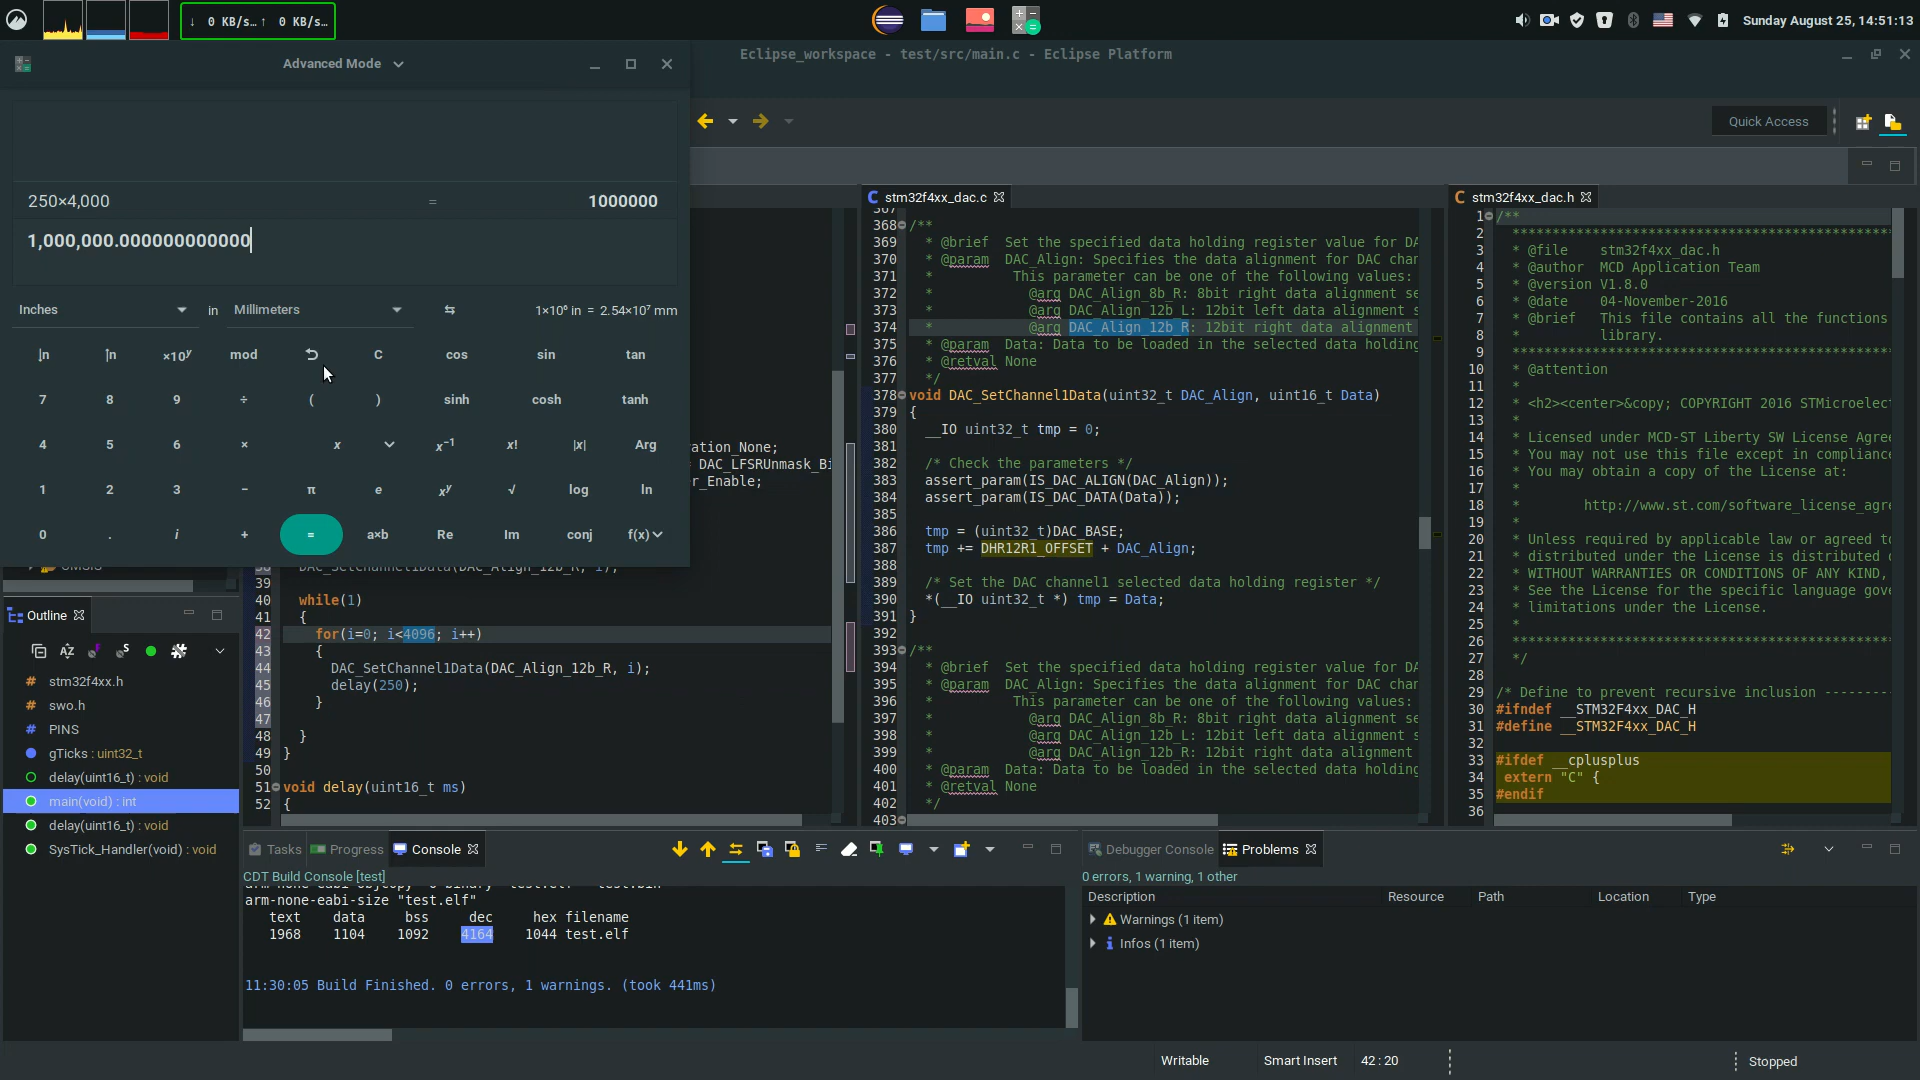 ↓ 0 KB/s… ↑ 0 KB/s…
Sunday August 25, 14:51:13
Advanced Mode
Eclipse_workspace - test/src/main.c - Eclipse Platform
Quick Access
250×4,000 = 1000000
1,000,000.000000000000
Inches in Millimeters 1×10⁶ in = 2.54×10⁷ mm
↓n ↑n ×10^y mod C cos sin tan
7 8 9 ÷ ( ) sinh cosh tanh
4 5 6 × x x⁻¹ x! |x| Arg
1 2 3 − π e x^y √ log ln
0 . i + = a×b Re Im conj f(x)
ration_None;
DAC_LFSRUnmask_Bi
er_Enable;
38 DAC_SetChannel1Data(DAC_Align_12b_R, i);
39
40 while(1)
41 {
42 for(i=0; i<4096; i++)
43 {
44 DAC_SetChannel1Data(DAC_Align_12b_R, i);
45 delay(250);
46 }
47
48 }
49 }
50
51 void delay(uint16_t ms)
52 {
stm32f4xx_dac.c
367
368 /**
369 * @brief Set the specified data holding register value for DA
370 * @param DAC_Align: Specifies the data alignment for DAC chan
371 * This parameter can be one of the following values:
372 * @arg DAC_Align_8b_R: 8bit right data alignment se
373 * @arg DAC_Align_12b_L: 12bit left data alignment s
374 * @arg DAC_Align_12b_R: 12bit right data alignment
375 * @param Data: Data to be loaded in the selected data holding
376 * @retval None
377 */
378 void DAC_SetChannel1Data(uint32_t DAC_Align, uint16_t Data)
379 {
380 __IO uint32_t tmp = 0;
381
382 /* Check the parameters */
383 assert_param(IS_DAC_ALIGN(DAC_Align));
384 assert_param(IS_DAC_DATA(Data));
385
386 tmp = (uint32_t)DAC_BASE;
387 tmp += DHR12R1_OFFSET + DAC_Align;
388
389 /* Set the DAC channel1 selected data holding register */
390 *(__IO uint32_t *) tmp = Data;
391 }
392
393 /**
394 * @brief Set the specified data holding register value for DA
395 * @param DAC_Align: Specifies the data alignment for DAC chan
396 * This parameter can be one of the following values:
397 * @arg DAC_Align_8b_R: 8bit right data alignment se
398 * @arg DAC_Align_12b_L: 12bit left data alignment s
399 * @arg DAC_Align_12b_R: 12bit right data alignment
400 * @param Data: Data to be loaded in the selected data holding
401 * @retval None
402 */
403
stm32f4xx_dac.h
1 /**
2 ******************************************************
3 * @file stm32f4xx_dac.h
4 * @author MCD Application Team
5 * @version V1.8.0
6 * @date 04-November-2016
7 * @brief This file contains all the functions
8 * library.
9 ******************************************************
10 * @attention
11 *
12 * <h2><center>&copy; COPYRIGHT 2016 STMicroelect
13 *
14 * Licensed under MCD-ST Liberty SW License Agree
15 * You may not use this file except in compliance
16 * You may obtain a copy of the License at:
17 *
18 * http://www.st.com/software_license_agre
19 *
20 * Unless required by applicable law or agreed to
21 * distributed under the License is distributed o
22 * WITHOUT WARRANTIES OR CONDITIONS OF ANY KIND,
23 * See the License for the specific language gove
24 * limitations under the License.
25 *
26 ******************************************************
27 */
28
29 /* Define to prevent recursive inclusion ---------
30 #ifndef __STM32F4xx_DAC_H
31 #define __STM32F4xx_DAC_H
32
33 #ifdef __cplusplus
34 extern "C" {
35 #endif
36
CMSIS
Outline
stm32f4xx.h
swo.h
PINS
gTicks : uint32_t
delay(uint16_t) : void
main(void) : int
delay(uint16_t) : void
SysTick_Handler(void) : void
Tasks Progress Console
CDT Build Console [test]
arm-none-eabi-objcopy -O binary "test.elf" "test.bin"
arm-none-eabi-size "test.elf"
text data bss dec hex filename
1968 1104 1092 4164 1044 test.elf
11:30:05 Build Finished. 0 errors, 1 warnings. (took 441ms)
Debugger Console Problems
0 errors, 1 warning, 1 other
Description Resource Path Location Type
Warnings (1 item)
Infos (1 item)
Writable Smart Insert 42 : 20 Stopped